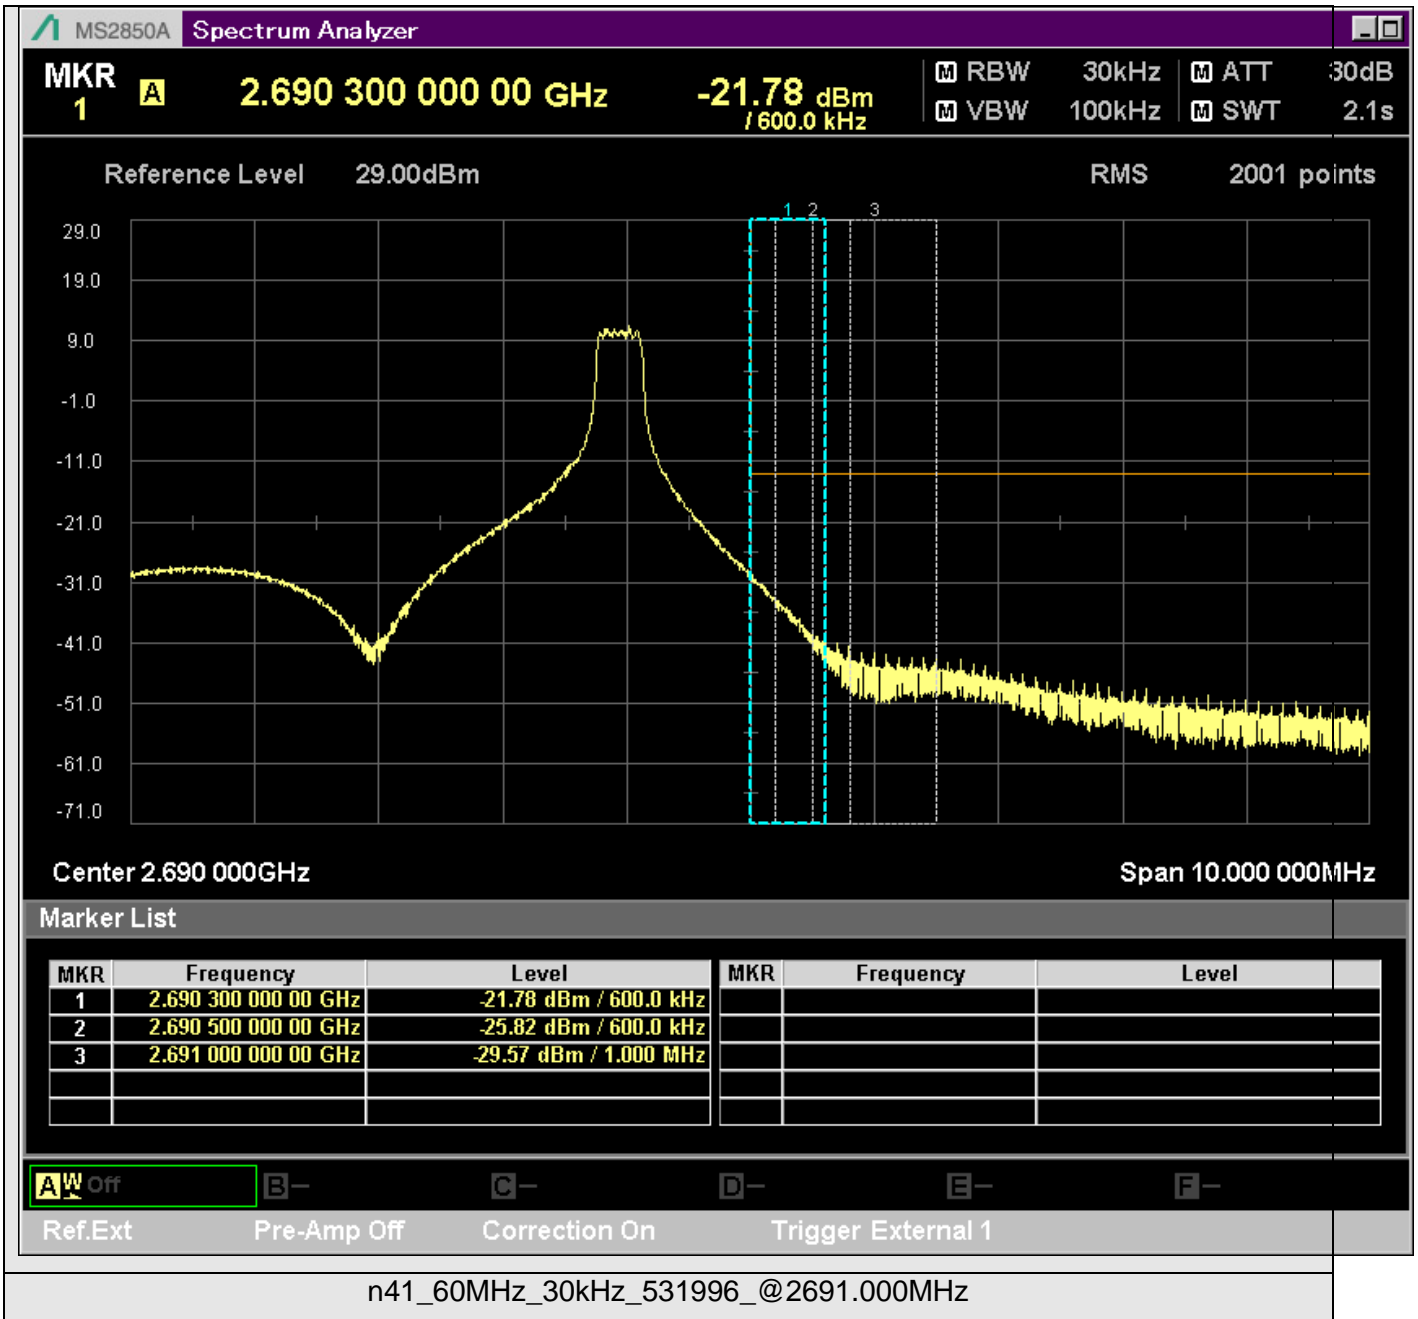 MS2850A Spectrum Analyzer
MKR 1 A 2.690 300 000 00 GHz -21.78 dBm / 600.0 kHz
M RBW 30kHz M ATT 30dB
M VBW 100kHz M SWT 2.1s
Reference Level 29.00dBm RMS 2001 points
1 2 3
29.0
19.0
9.0
-1.0
-11.0
-21.0
-31.0
-41.0
-51.0
-61.0
-71.0
Center 2.690 000GHz Span 10.000 000MHz
Marker List
MKR Frequency Level MKR Frequency Level
1 2.690 300 000 00 GHz -21.78 dBm / 600.0 kHz
2 2.690 500 000 00 GHz -25.82 dBm / 600.0 kHz
3 2.691 000 000 00 GHz -29.57 dBm / 1.000 MHz
A W Off B- C- D- E- F-
Ref.Ext Pre-Amp Off Correction On Trigger External 1
n41_60MHz_30kHz_531996_@2691.000MHz